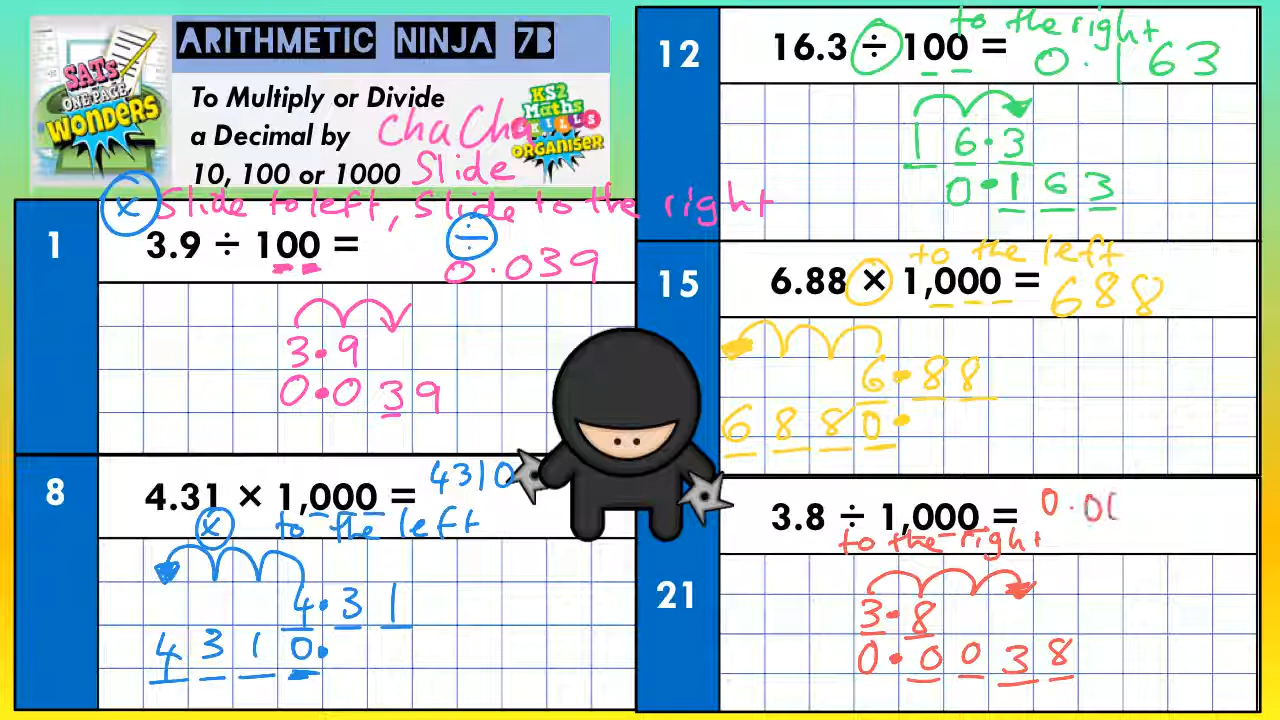 ARITHMETIC NINJA 7B
SATs
ONE PAGE
WONDERS
To Multiply or Divide
a Decimal by
10, 100 or 1000
KS2
Maths
SKILLS
ORGANISER
ChaCha
Slide
× Slide to left, Slide to the right
1
3.9 ÷ 100 =
÷
0.039
3.9
0.039
8
4.31 × 1,000 =
4310
× to the left
4.31
4310.
12
16.3 ÷ 100 =
to the right
0.163
16.3
0.163
15
6.88 × 1,000 =
to the left
688
6.88
6880.
21
3.8 ÷ 1,000 =
0.00
to the right
3.8
0.0038